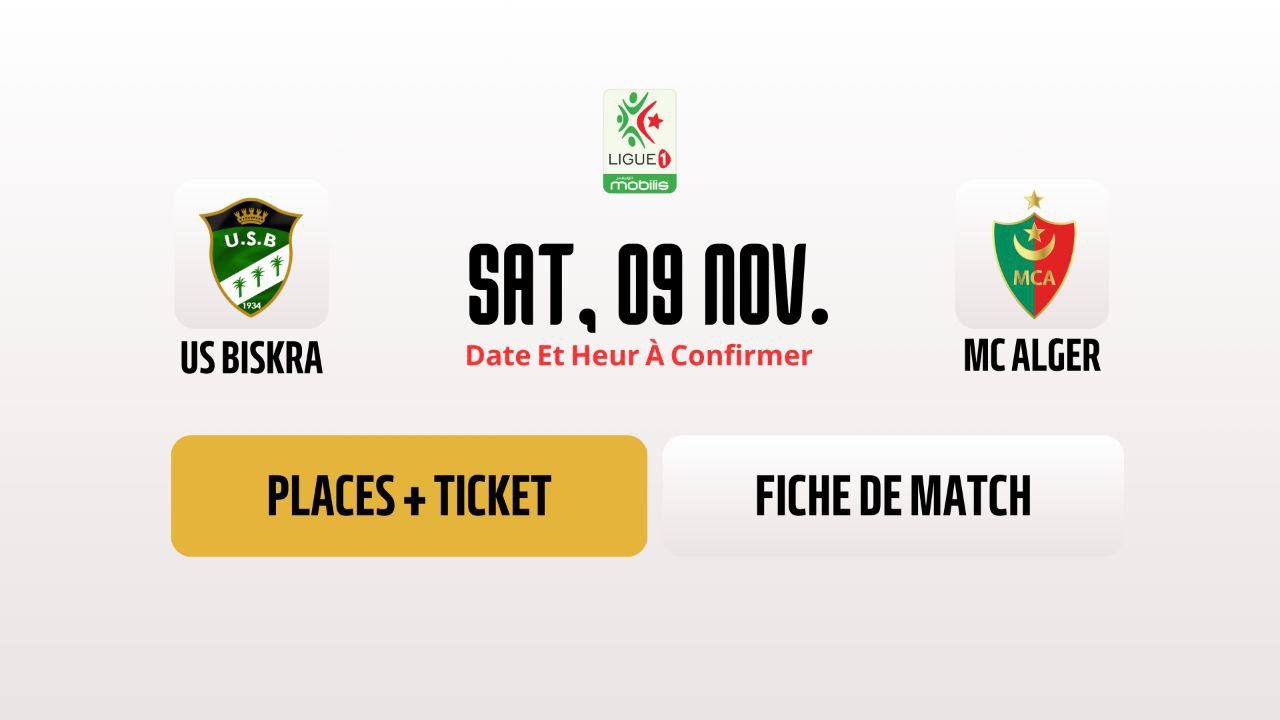 LIGUE 1
mobilis
U.S.B
1934
US BISKRA
SAT, 09 NOV.
Date Et Heur À Confirmer
MCA
MC ALGER
PLACES + TICKET
FICHE DE MATCH